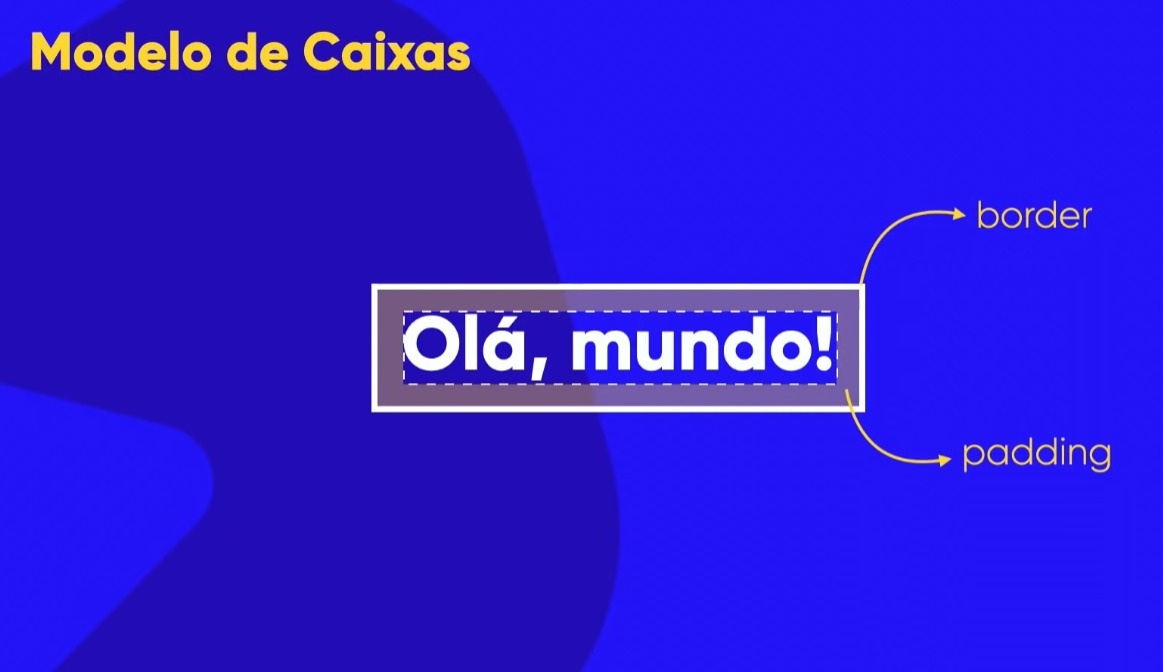 Modelo de Caixas
border
Olá, mundo!
padding